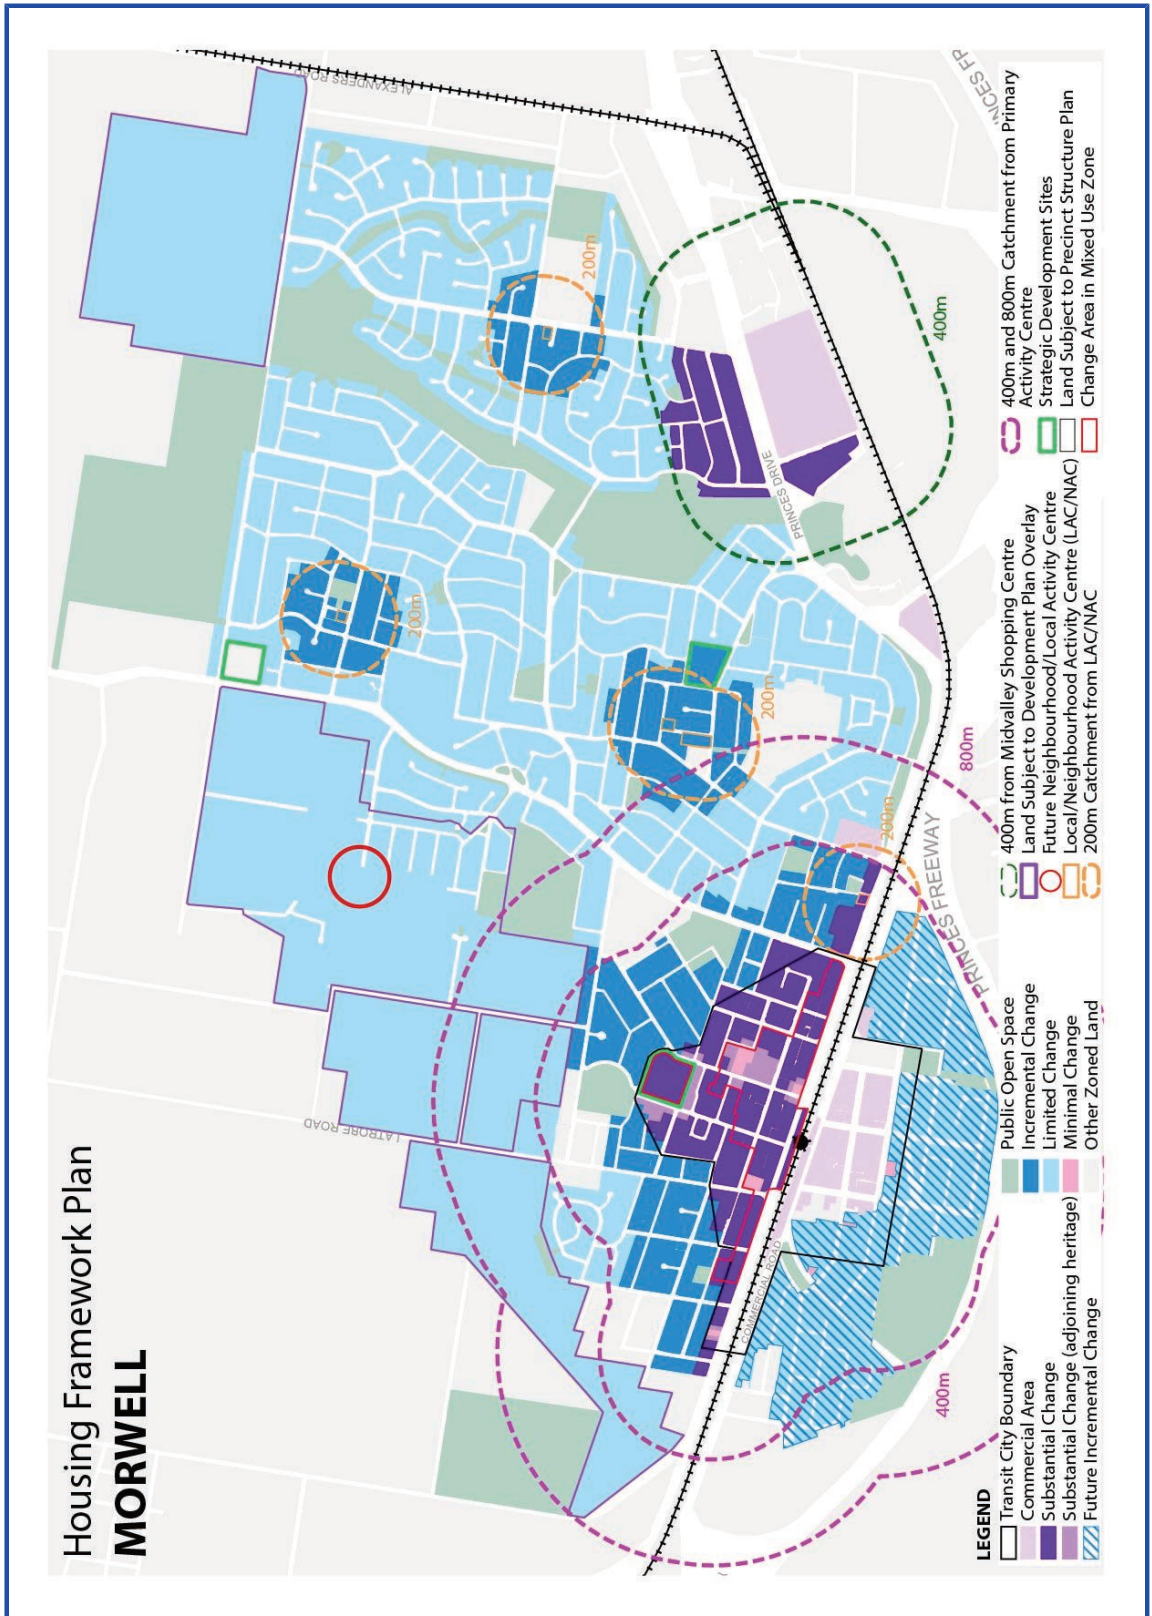 Housing Framework Plan
MORWELL
ALEXANDERS ROAD
LATROBE ROAD
PRINCES DRIVE
COMMERCIAL ROAD
PRINCES FREEWAY
200m
200m
200m
200m
400m
800m
400m
LEGEND
Transit City Boundary
Commercial Area
Substantial Change
Substantial Change (adjoining heritage)
Future Incremental Change
Public Open Space
Incremental Change
Limited Change
Minimal Change
Other Zoned Land
400m from Midvalley Shopping Centre
Land Subject to Development Plan Overlay
Future Neighbourhood/Local Activity Centre
Local/Neighbourhood Activity Centre (LAC/NAC)
200m Catchment from LAC/NAC
400m and 800m Catchment from Primary
Activity Centre
Strategic Development Sites
Land Subject to Precinct Structure Plan
Change Area in Mixed Use Zone